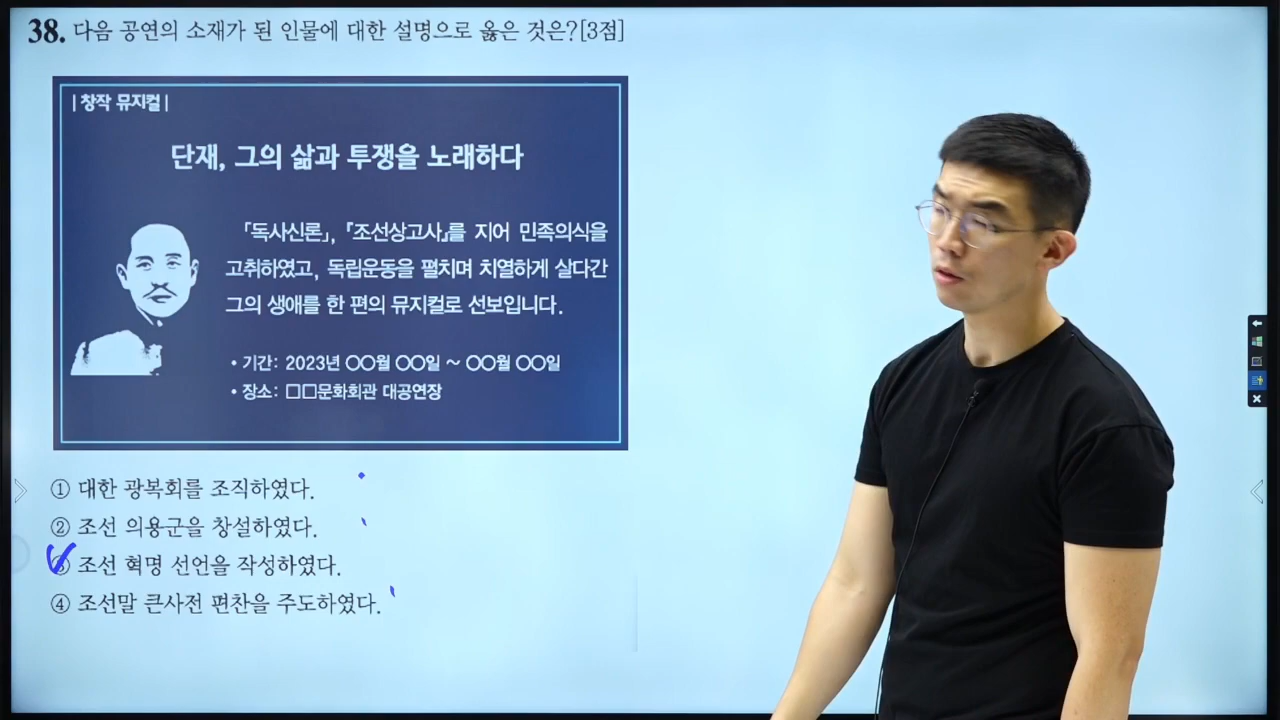 38. 다음 공연의 소재가 된 인물에 대한 설명으로 옳은 것은?[3점]
| 창작 뮤지컬 |
단재, 그의 삶과 투쟁을 노래하다
「독사신론」, 『조선상고사』를 지어 민족의식을
고취하였고, 독립운동을 펼치며 치열하게 살다간
그의 생애를 한 편의 뮤지컬로 선보입니다.
• 기간: 2023년 ○○월 ○○일 ~ ○○월 ○○일
• 장소: □□문화회관 대공연장
① 대한 광복회를 조직하였다.
② 조선 의용군을 창설하였다.
③ 조선 혁명 선언을 작성하였다.
④ 조선말 큰사전 편찬을 주도하였다.